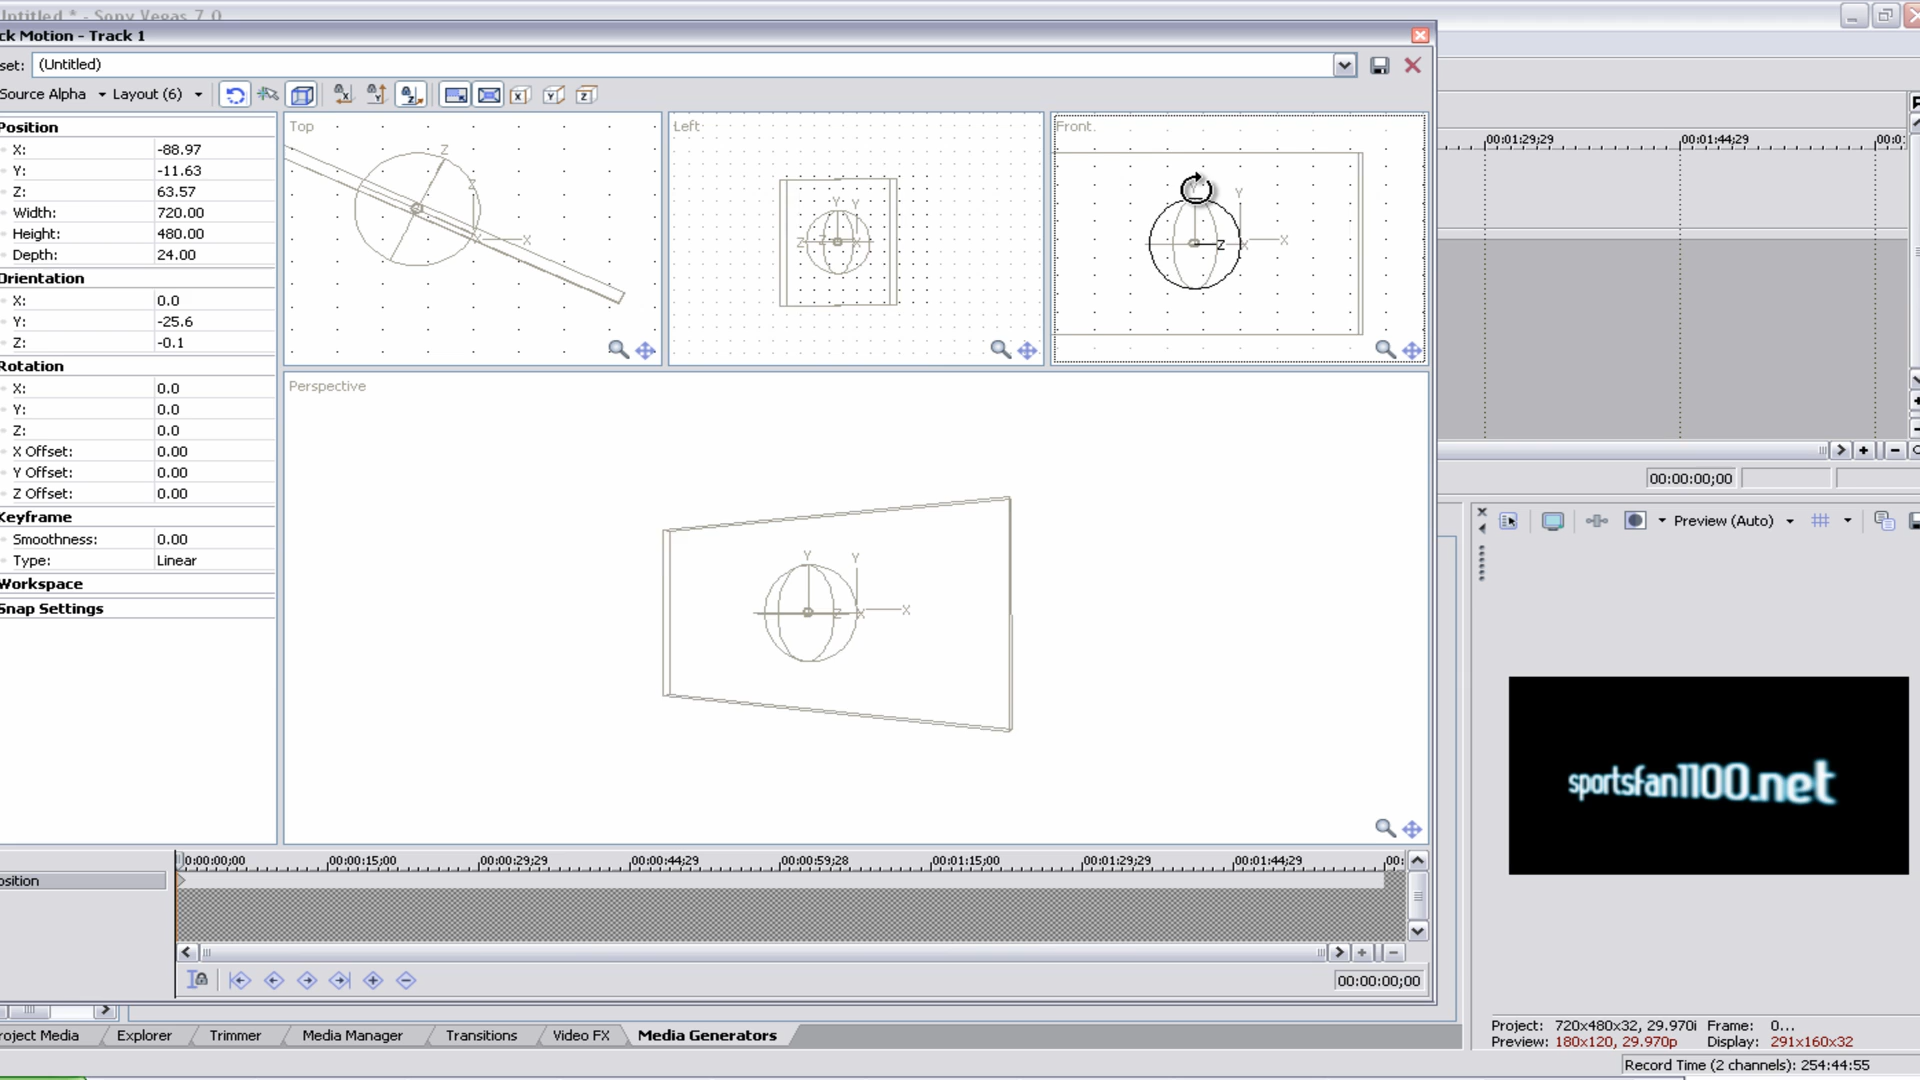 Untitled * - Sony Vegas 7.0
ck Motion - Track 1
set: (Untitled)
Source Alpha Layout (6)
Position
X: -88.97
Y: -11.63
Z: 63.57
Width: 720.00
Height: 480.00
Depth: 24.00
Orientation
X: 0.0
Y: -25.6
Z: -0.1
Rotation
X: 0.0
Y: 0.0
Z: 0.0
X Offset: 0.00
Y Offset: 0.00
Z Offset: 0.00
Keyframe
Smoothness: 0.00
Type: Linear
Workspace
Snap Settings
Top
Z
Z
X
X
Left
Y Y
Z Z X
Front
Y
Z X X
Perspective
Y Y
Z X X
00:01:29;29 00:01:44;29 00:0
00:00:00;00
Preview (Auto)
sportsfan1100.net
0:00:00;00 00:00:15;00 00:00:29;29 00:00:44;29 00:00:59;28 00:01:15;00 00:01:29;29 00:01:44;29 00:
osition
00:00:00;00
roject Media Explorer Trimmer Media Manager Transitions Video FX Media Generators
Project: 720x480x32, 29.970i Frame: 0...
Preview: 180x120, 29.970p Display: 291x160x32
Record Time (2 channels): 254:44:55